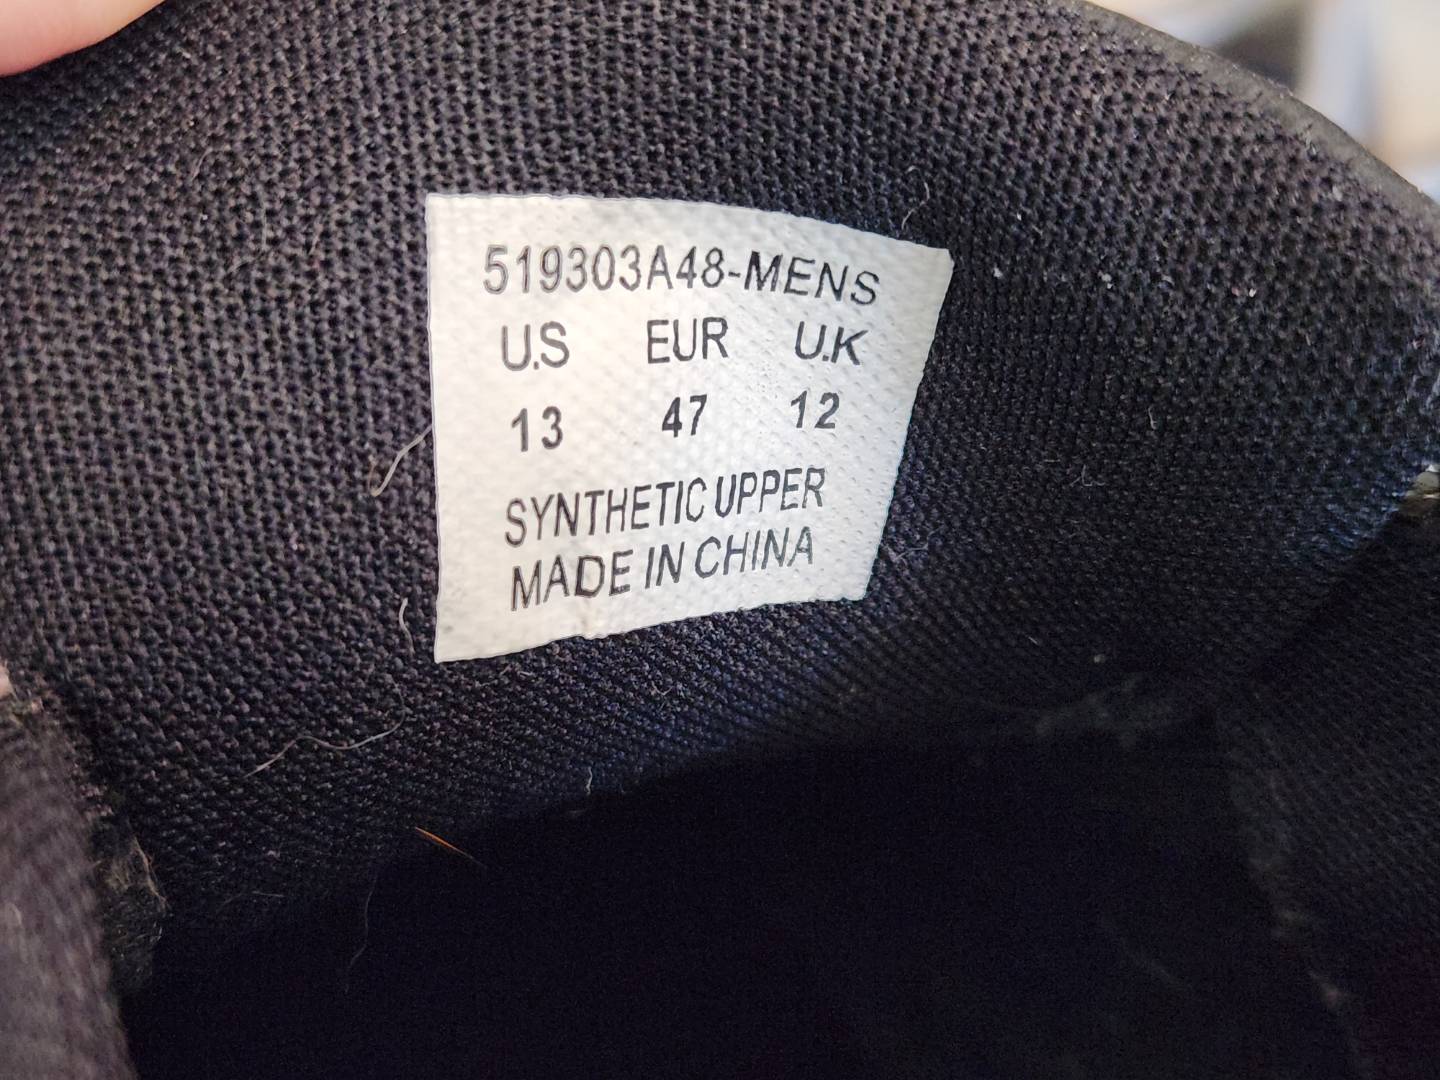 519303A48-MENS
U.S EUR U.K
13 47 12
SYNTHETIC UPPER
MADE IN CHINA